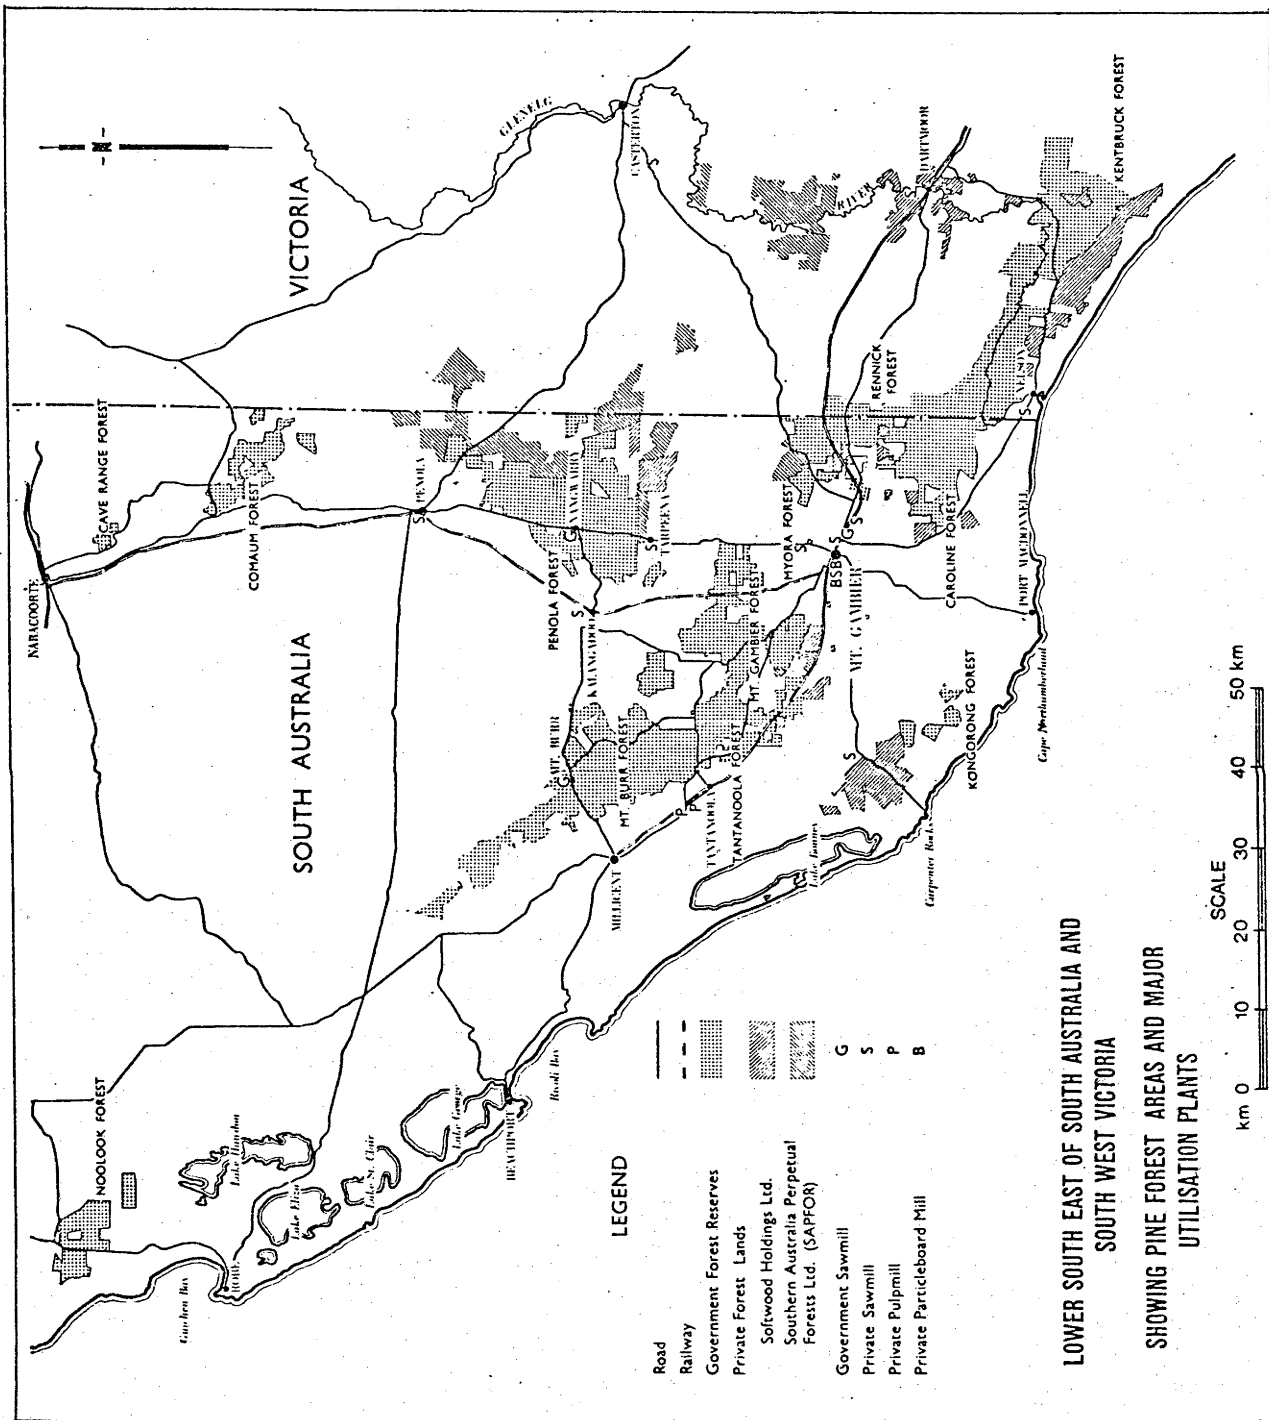 VICTORIA
SOUTH AUSTRALIA
GLENELG
RIVER
CASTERTON
DARTMOOR
KENTBRUCK FOREST
NARACOORTE
CAVE RANGE FOREST
COMAUM FOREST
PENOLA
S
PENOLA FOREST
NANGWARRY
G
KALANGADOO
S
TARPEENA
S
MT. BURR
G
MT. BURR FOREST
MYORA FOREST
S
P
MT. GAMBIER FOREST
RENNICK
FOREST
BSB
S
G
S
MT. GAMBIER
NELSON
S
CAROLINE FOREST
PORT MACDONNELL
Cape Northumberland
KONGORONG FOREST
S
Carpenter Rocks
TANTANOOLA
TANTANOOLA FOREST
P
P
Lake Bonney
MILLICENT
Rivoli Bay
BEACHPORT
Lake George
Lake St. Clair
Lake Eliza
Lake Hawdon
NOOLOOK FOREST
ROBE
Guichen Bay
LEGEND
Road
Railway
Government Forest Reserves
Private Forest Lands
Softwood Holdings Ltd.
Southern Australia Perpetual
Forests Ltd. (SAPFOR)
Government Sawmill G
Private Sawmill S
Private Pulpmill P
Private Particleboard Mill B
LOWER SOUTH EAST OF SOUTH AUSTRALIA AND
SOUTH WEST VICTORIA
SHOWING PINE FOREST AREAS AND MAJOR
UTILISATION PLANTS
SCALE
km 0 10 20 30 40 50 km